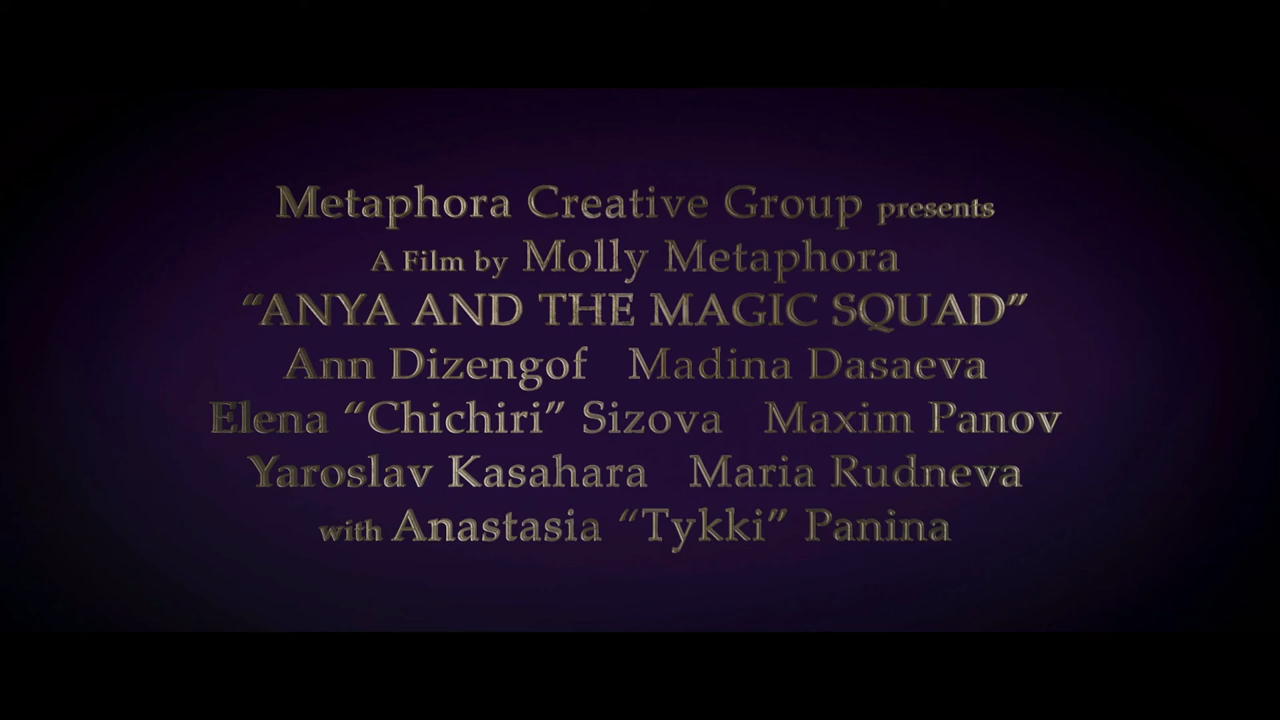 Metaphora Creative Group presents
A Film by Molly Metaphora
“ANYA AND THE MAGIC SQUAD”
Ann Dizengof Madina Dasaeva
Elena “Chichiri” Sizova Maxim Panov
Yaroslav Kasahara Maria Rudneva
with Anastasia “Tykki” Panina